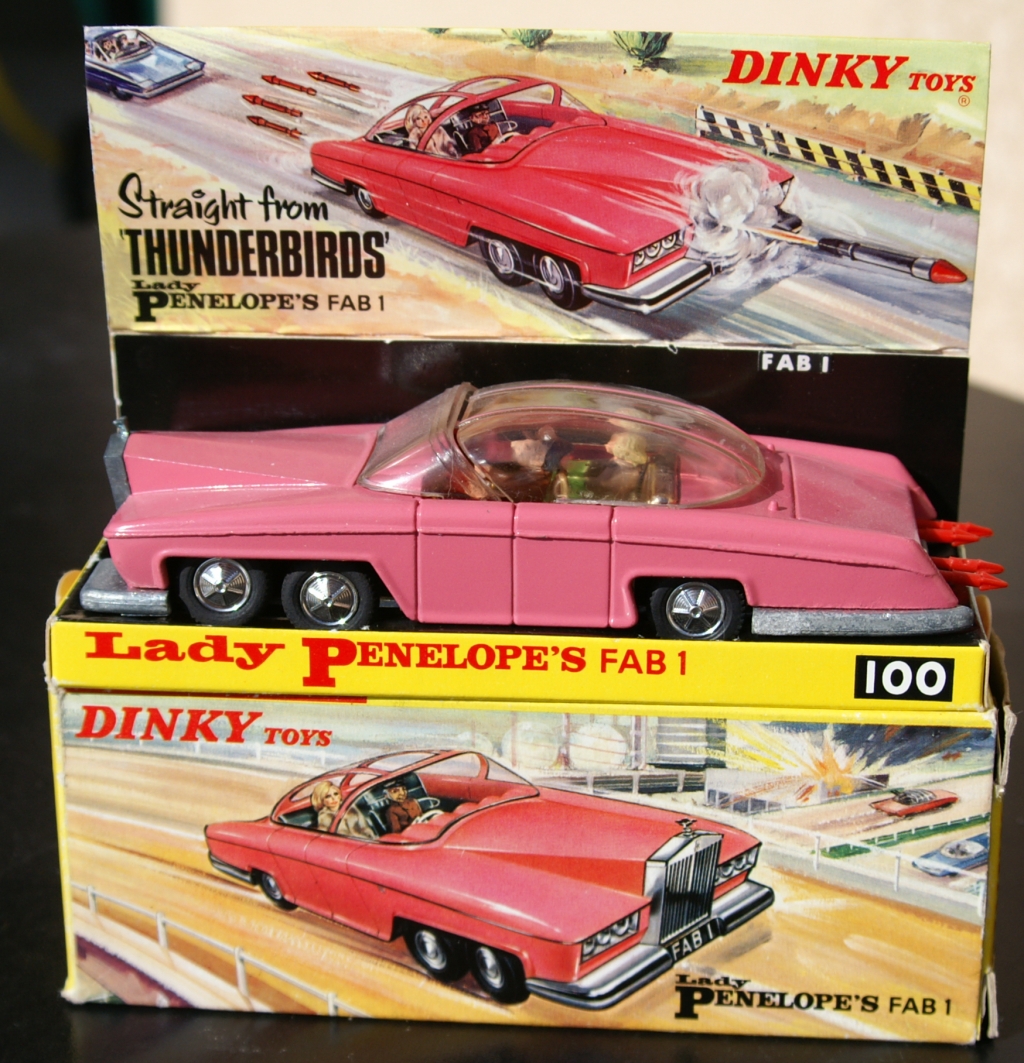 DINKY TOYS
®
Straight from
'THUNDERBIRDS'
Lady
PENELOPE'S FAB 1
FAB 1
Lady PENELOPE'S FAB 1
100
DINKY TOYS
FAB 1
Lady
PENELOPE'S FAB 1